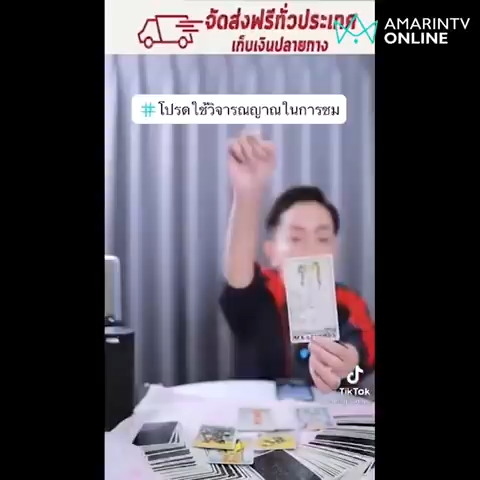 จัดส่งฟรีทั่วประเทศ
เก็บเงินปลายทาง
AMARINTV
ONLINE
#โปรดใช้วิจารณญาณในการชม
TikTok